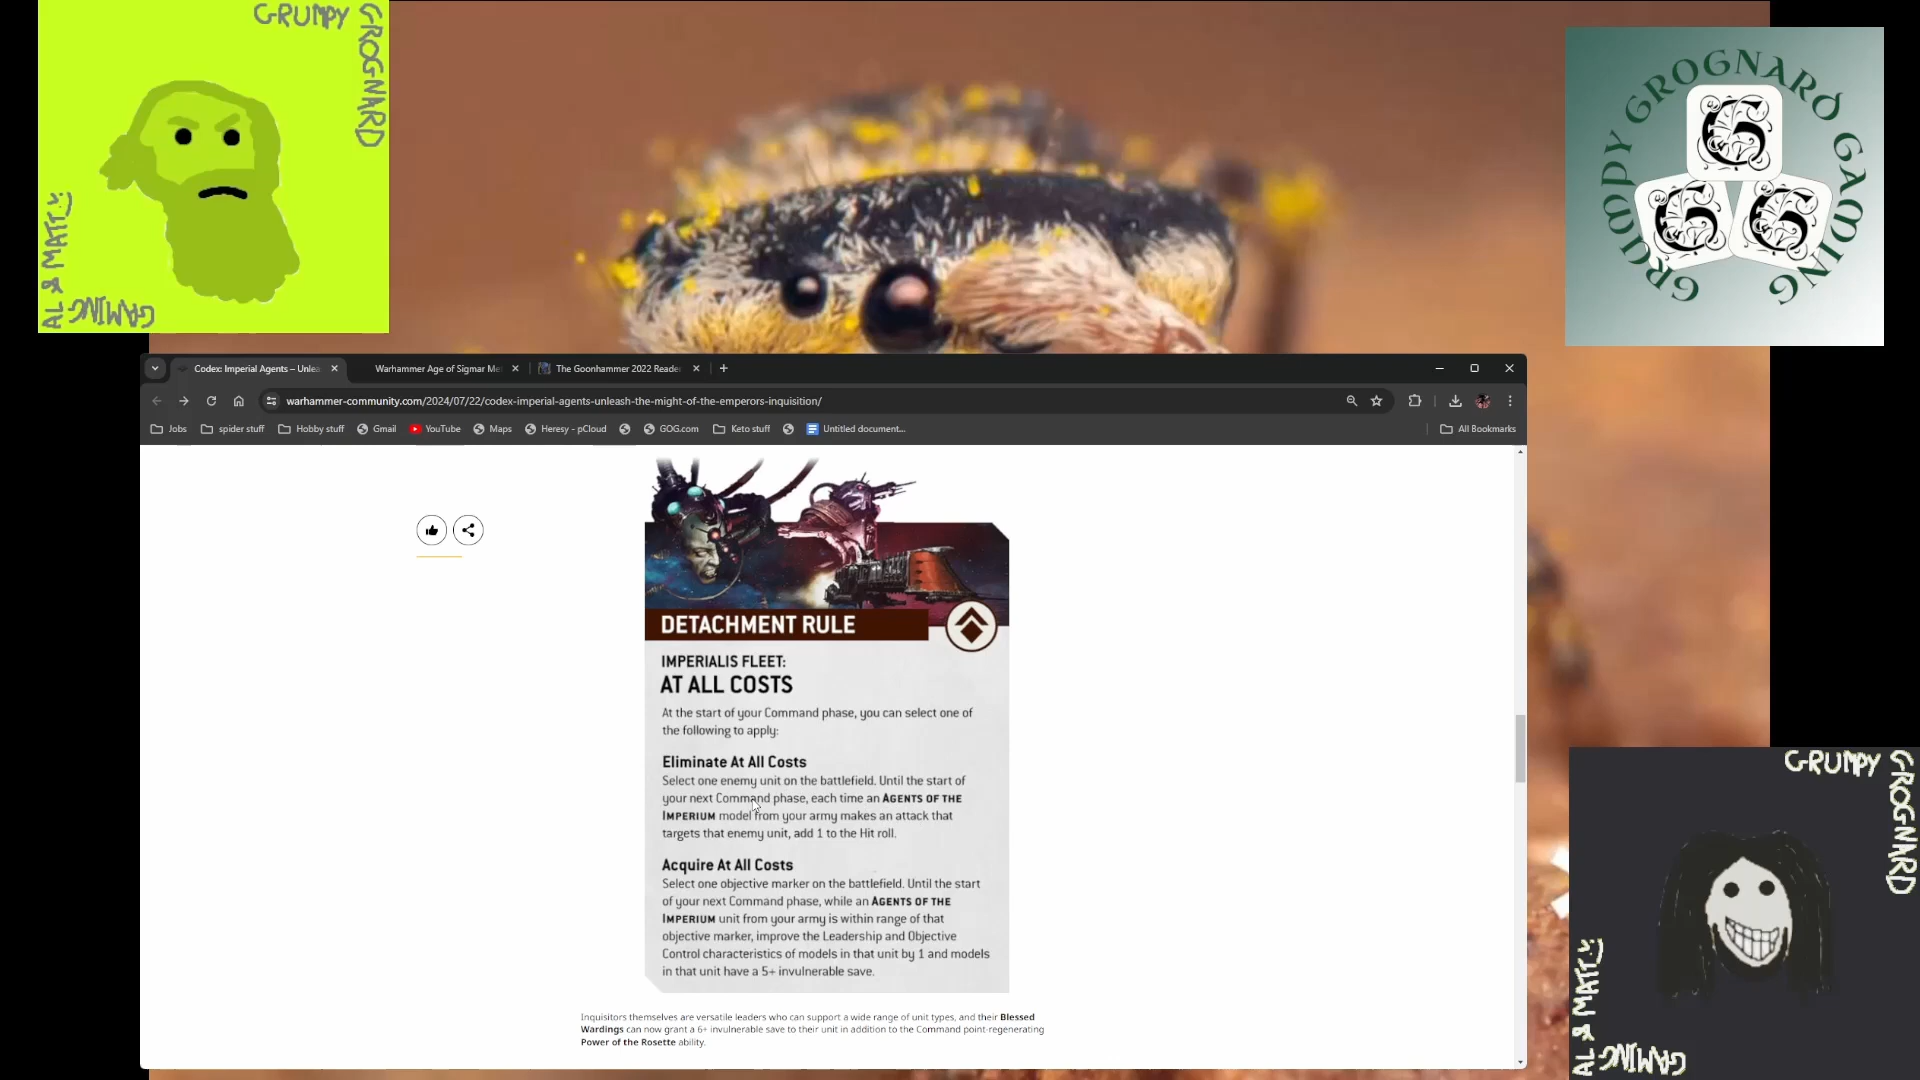 GRUMPY
GROGNARD
GAMING
AL & MATT
GRUMPY GROGNARD GAMING
G
G
G
Codex: Imperial Agents – Unlea
Warhammer Age of Sigmar Me
The Goonhammer 2022 Reade
warhammer-community.com/2024/07/22/codex-imperial-agents-unleash-the-might-of-the-emperors-inquisition/
Jobs
spider stuff
Hobby stuff
Gmail
YouTube
Maps
Heresy - pCloud
GOG.com
Keto stuff
Untitled document...
All Bookmarks
DETACHMENT RULE
IMPERIALIS FLEET:
AT ALL COSTS
At the start of your Command phase, you can select one of
the following to apply:
Eliminate At All Costs
Select one enemy unit on the battlefield. Until the start of
your next Command phase, each time an AGENTS OF THE
IMPERIUM model from your army makes an attack that
targets that enemy unit, add 1 to the Hit roll.
Acquire At All Costs
Select one objective marker on the battlefield. Until the start
of your next Command phase, while an AGENTS OF THE
IMPERIUM unit from your army is within range of that
objective marker, improve the Leadership and Objective
Control characteristics of models in that unit by 1 and models
in that unit have a 5+ invulnerable save.
Inquisitors themselves are versatile leaders who can support a wide range of unit types, and their Blessed
Wardings can now grant a 6+ invulnerable save to their unit in addition to the Command point-regenerating
Power of the Rosette ability.
GRUMPY
GROGNARD
GAMING
AL & MATT